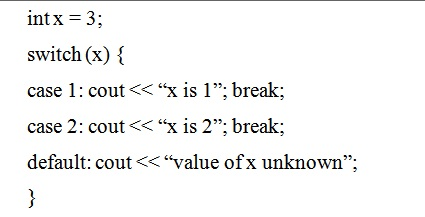 int x = 3;
switch (x) {
case 1: cout << “x is 1”; break;
case 2: cout << “x is 2”; break;
default: cout << “value of x unknown”;
}